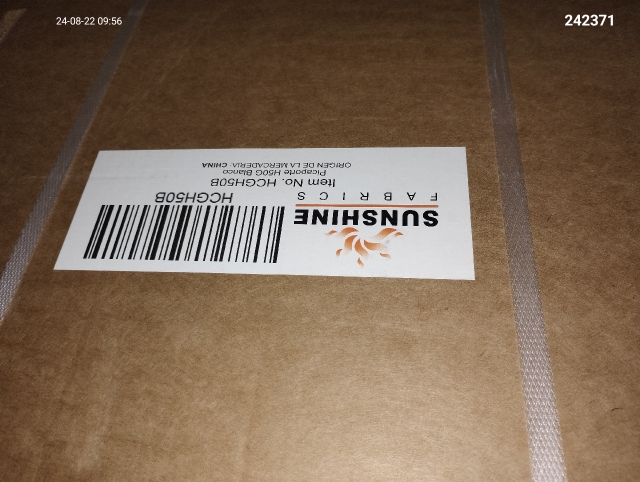 24-08-22 09:56
242371
SUNSHINE
FABRICS
HCGH50B
Item No. HCGH50B
Picaporte H50G Blanco
ORIGEN DE LA MERCADERIA: CHINA